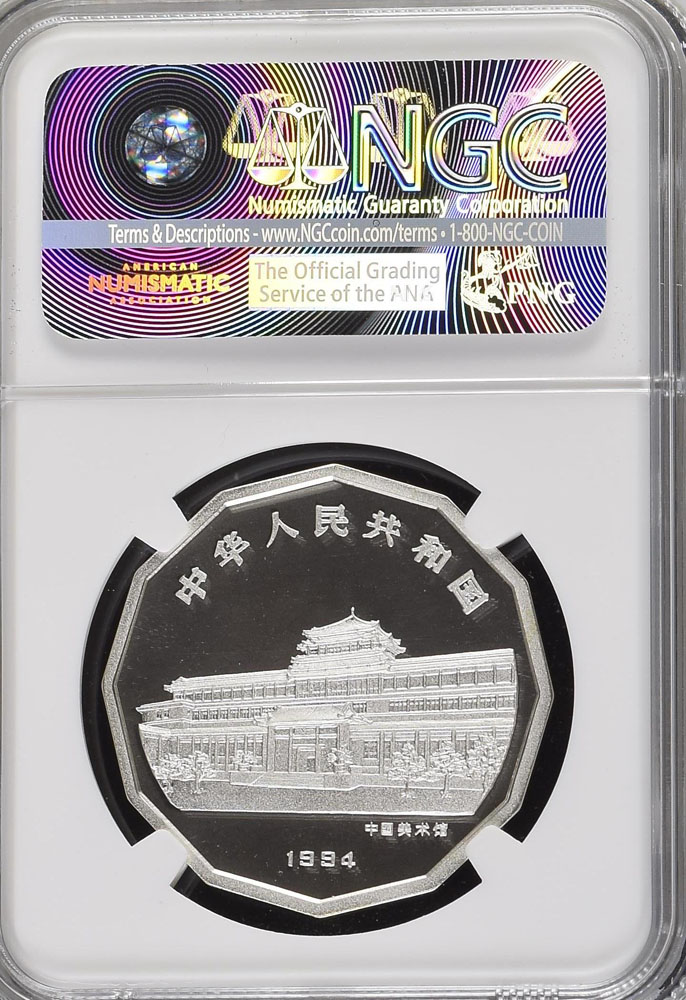 NGC
Numismatic Guaranty Corporation
Terms & Descriptions - www.NGCcoin.com/terms • 1-800-NGC-COIN
AMERICAN
NUMISMATIC
ASSOCIATION
The Official Grading
Service of the ANA
PNG
中华人民共和国
中国美术馆
1994